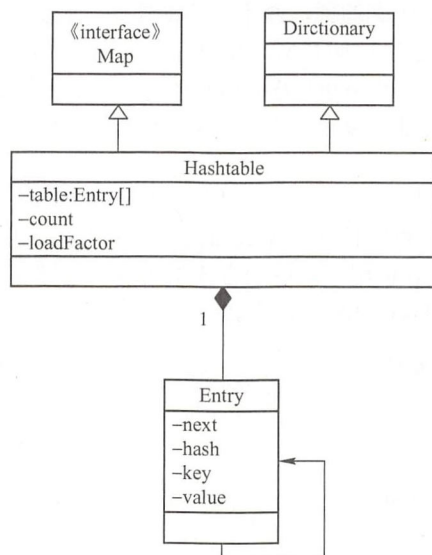 《interface》
Map
Dirctionary
Hashtable
–table:Entry[]
–count
–loadFactor
1
Entry
–next
–hash
–key
–value